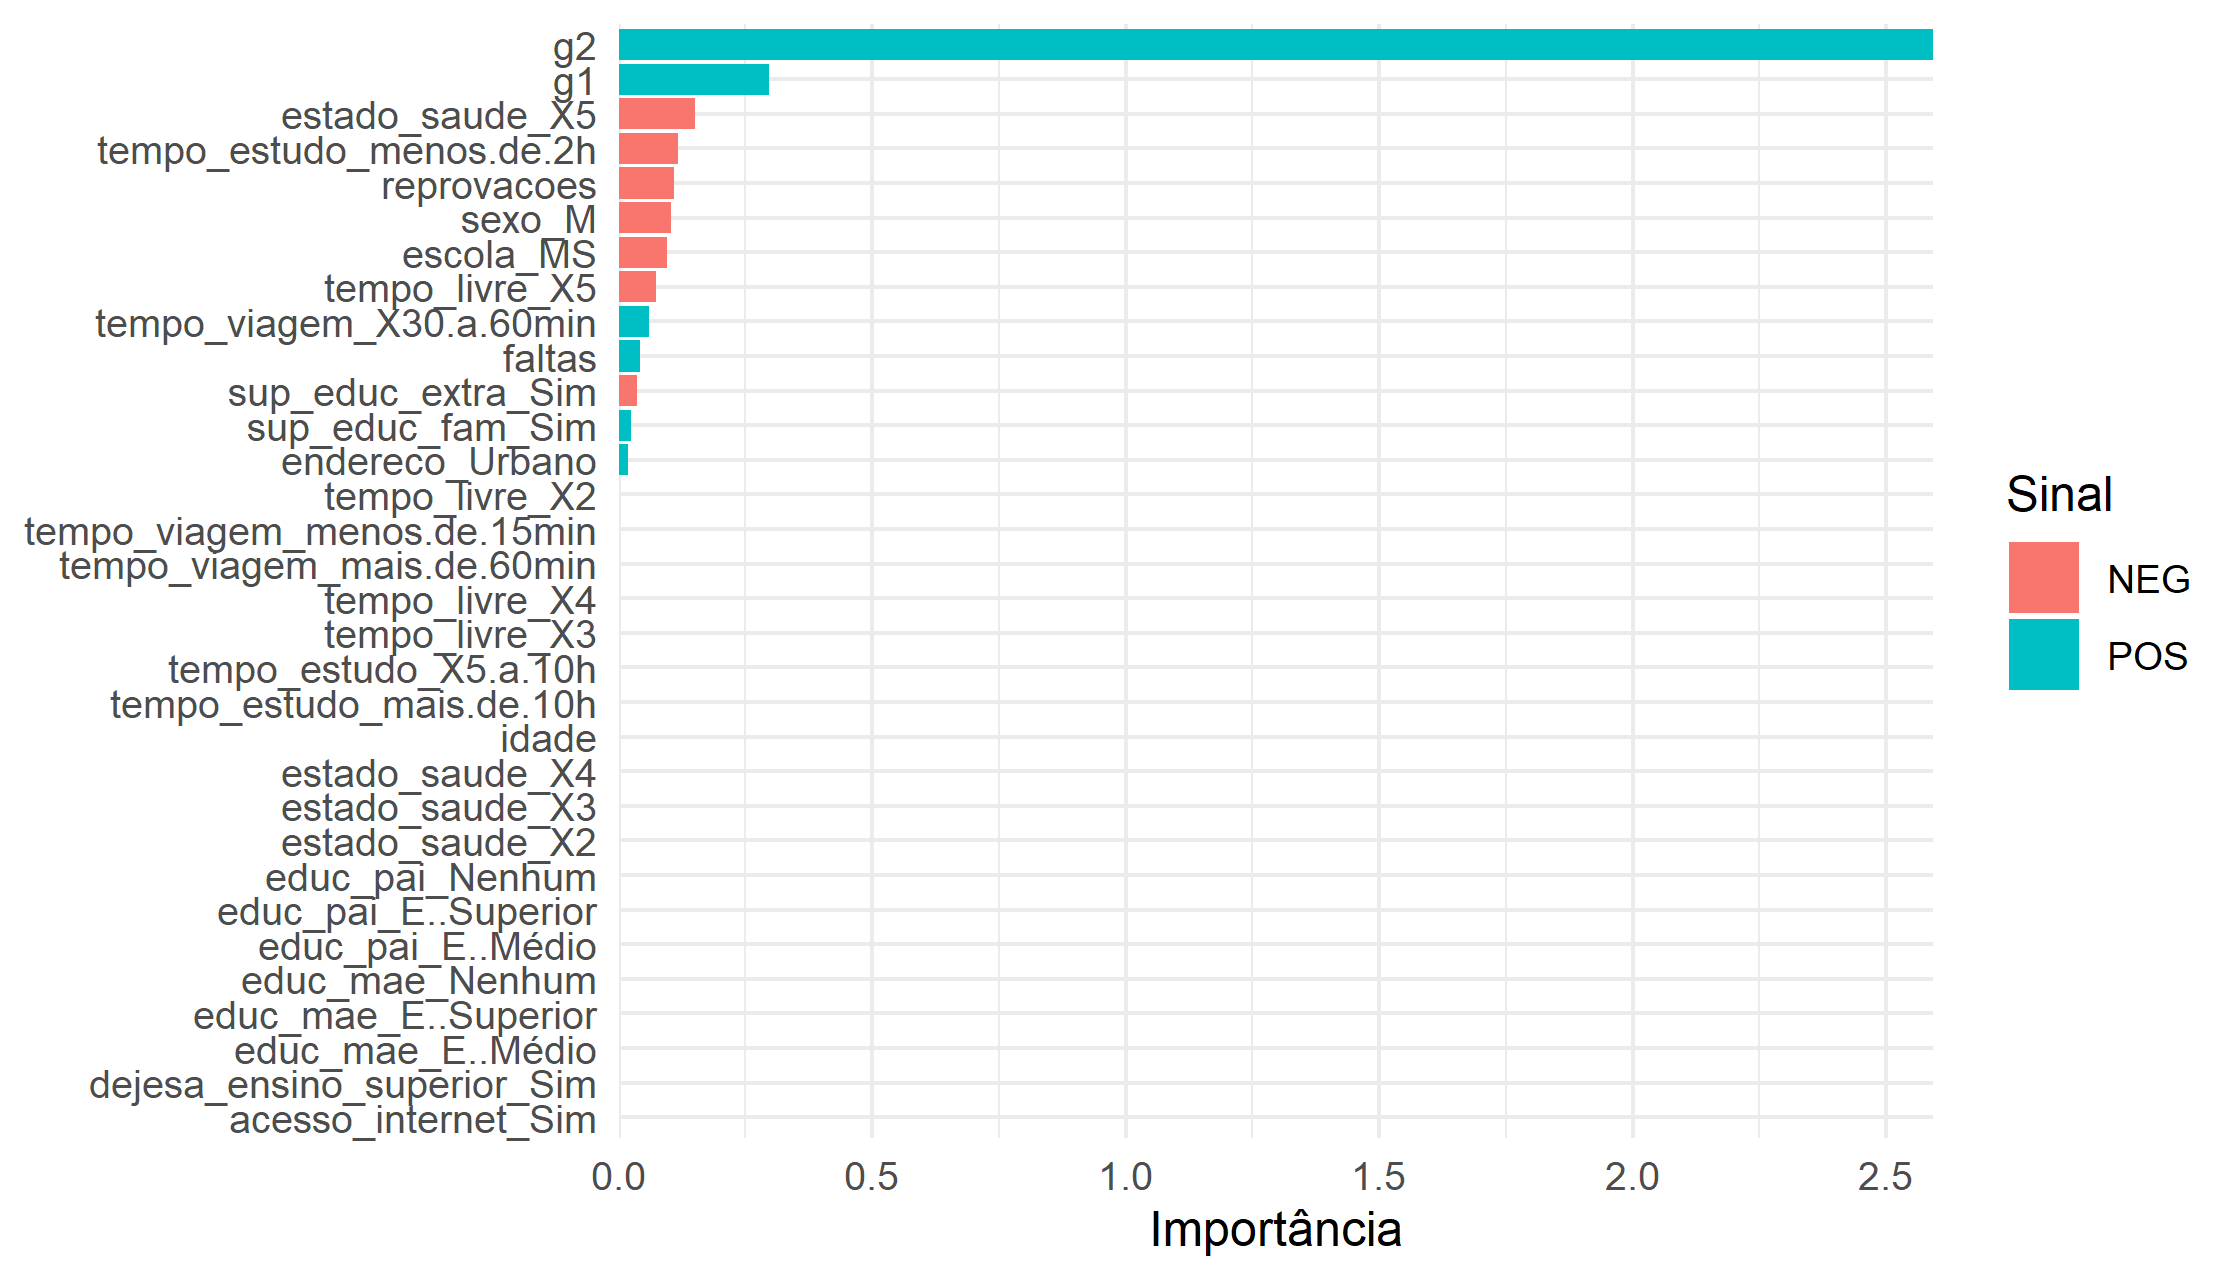 g2
g1
estado_saude_X5
tempo_estudo_menos.de.2h
reprovacoes
sexo_M
escola_MS
tempo_livre_X5
tempo_viagem_X30.a.60min
faltas
sup_educ_extra_Sim
sup_educ_fam_Sim
endereco_Urbano
tempo_livre_X2
tempo_viagem_menos.de.15min
tempo_viagem_mais.de.60min
tempo_livre_X4
tempo_livre_X3
tempo_estudo_X5.a.10h
tempo_estudo_mais.de.10h
idade
estado_saude_X4
estado_saude_X3
estado_saude_X2
educ_pai_Nenhum
educ_pai_E..Superior
educ_pai_E..Médio
educ_mae_Nenhum
educ_mae_E..Superior
educ_mae_E..Médio
dejesa_ensino_superior_Sim
acesso_internet_Sim
0.0 0.5 1.0 1.5 2.0 2.5
Importância
Sinal
NEG
POS